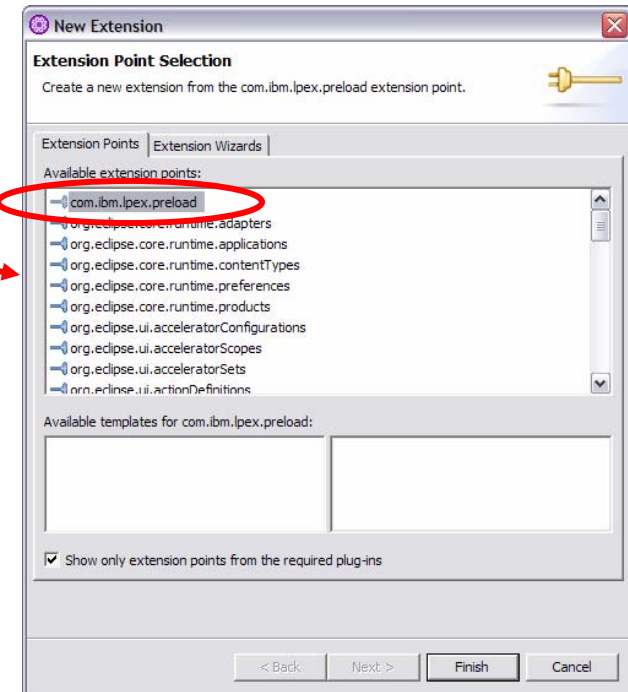 New Extension
Extension Point Selection
Create a new extension from the com.ibm.lpex.preload extension point.
Extension Points Extension Wizards
Available extension points:
com.ibm.lpex.preload
org.eclipse.core.runtime.adapters
org.eclipse.core.runtime.applications
org.eclipse.core.runtime.contentTypes
org.eclipse.core.runtime.preferences
org.eclipse.core.runtime.products
org.eclipse.ui.acceleratorConfigurations
org.eclipse.ui.acceleratorScopes
org.eclipse.ui.acceleratorSets
org.eclipse.ui.actionDefinitions
Available templates for com.ibm.lpex.preload:
Show only extension points from the required plug-ins
< Back Next > Finish Cancel